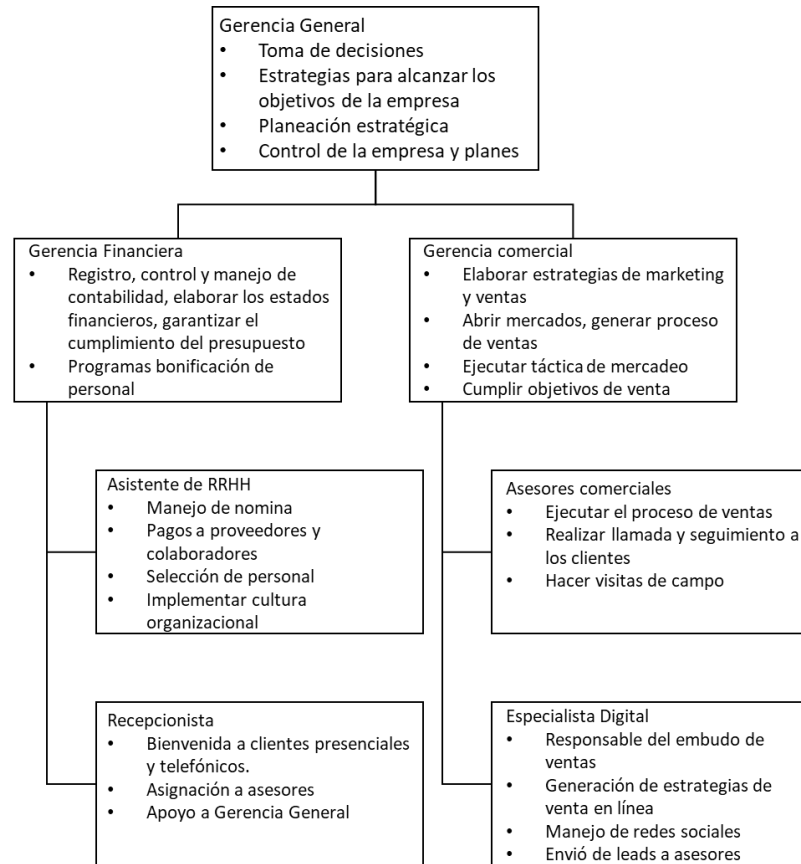 Gerencia General
• Toma de decisiones
• Estrategias para alcanzar los
objetivos de la empresa
• Planeación estratégica
• Control de la empresa y planes
Gerencia Financiera
• Registro, control y manejo de
contabilidad, elaborar los estados
financieros, garantizar el
cumplimiento del presupuesto
• Programas bonificación de
personal
Gerencia comercial
• Elaborar estrategias de marketing
y ventas
• Abrir mercados, generar proceso
de ventas
• Ejecutar táctica de mercadeo
• Cumplir objetivos de venta
Asistente de RRHH
• Manejo de nomina
• Pagos a proveedores y
colaboradores
• Selección de personal
• Implementar cultura
organizacional
Asesores comerciales
• Ejecutar el proceso de ventas
• Realizar llamada y seguimiento a
los clientes
• Hacer visitas de campo
Recepcionista
• Bienvenida a clientes presenciales
y telefónicos.
• Asignación a asesores
• Apoyo a Gerencia General
Especialista Digital
• Responsable del embudo de
ventas
• Generación de estrategias de
venta en línea
• Manejo de redes sociales
• Envió de leads a asesores